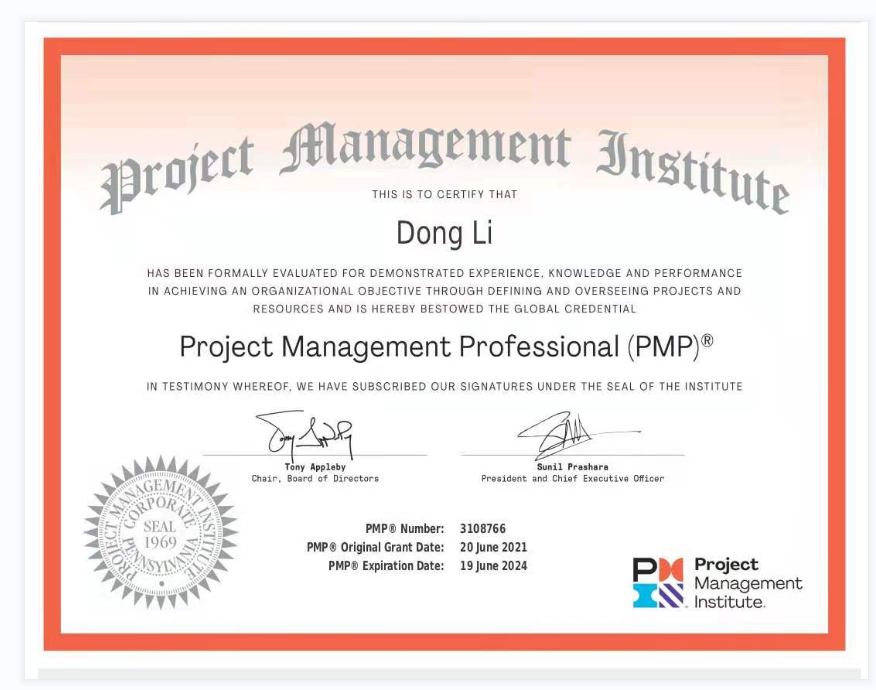 Project Management Institute
THIS IS TO CERTIFY THAT
Dong Li
HAS BEEN FORMALLY EVALUATED FOR DEMONSTRATED EXPERIENCE, KNOWLEDGE AND PERFORMANCE
IN ACHIEVING AN ORGANIZATIONAL OBJECTIVE THROUGH DEFINING AND OVERSEEING PROJECTS AND
RESOURCES AND IS HEREBY BESTOWED THE GLOBAL CREDENTIAL
Project Management Professional (PMP)®
IN TESTIMONY WHEREOF, WE HAVE SUBSCRIBED OUR SIGNATURES UNDER THE SEAL OF THE INSTITUTE
Tony Appleby
Tony Appleby
Chair, Board of Directors
Sunil Prashara
President and Chief Executive Officer
PROJECT MANAGEMENT INSTITUTE
CORPORATE
SEAL
1969
PENNSYLVANIA
PMP® Number: 3108766
PMP® Original Grant Date: 20 June 2021
PMP® Expiration Date: 19 June 2024
Project
Management
Institute.